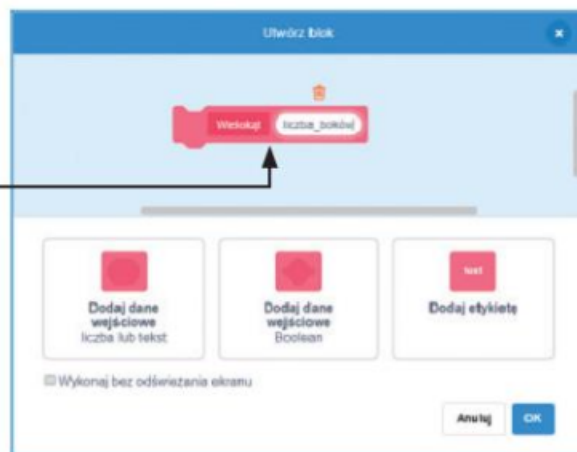 Utwórz blok
Wielokąt liczba_boków
Dodaj dane
wejściowe
liczba lub tekst
Dodaj dane
wejściowe
Boolean
text
Dodaj etykietę
Wykonaj bez odświeżania ekranu
Anuluj OK